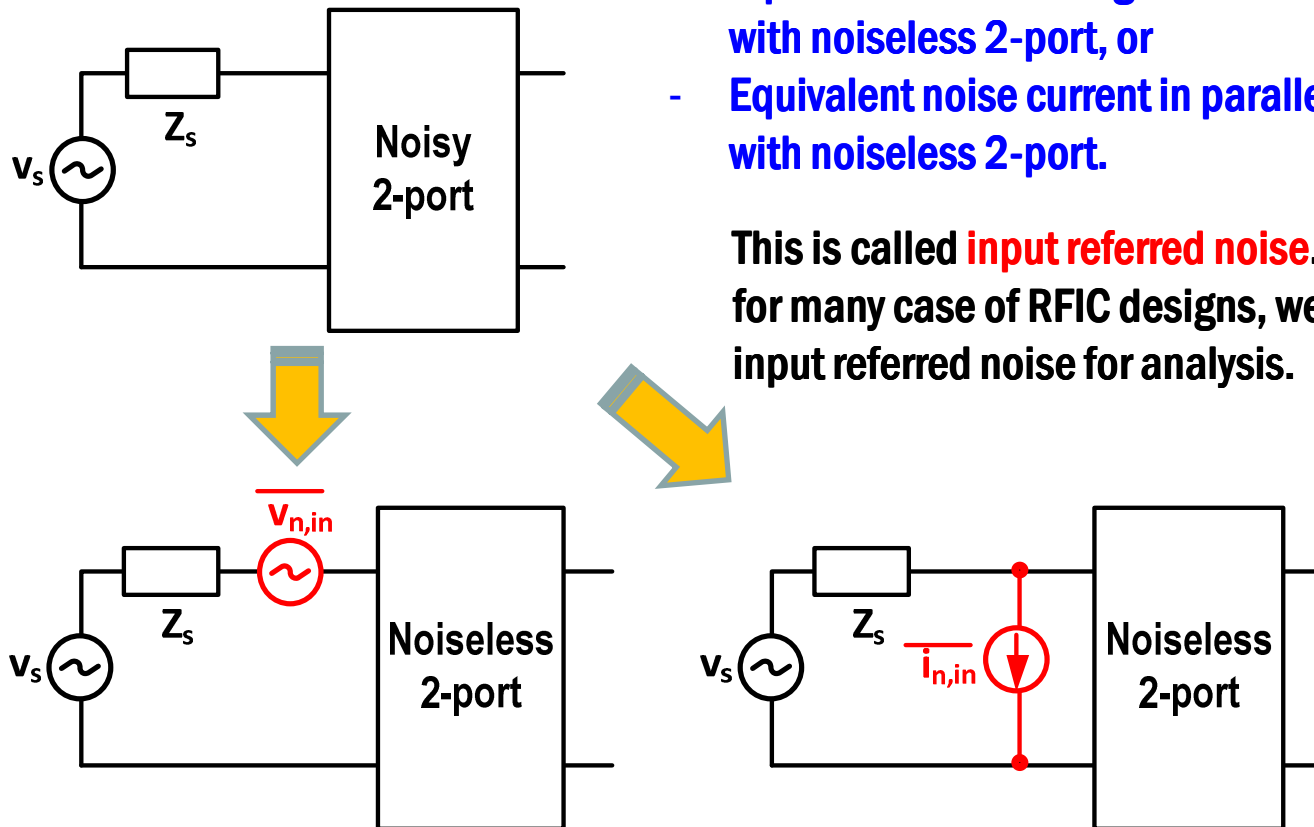 with noiseless 2-port, or
- Equivalent noise current in
with noiseless 2-port.
This is called input referred noise.
for many case of RFIC designs, we
input referred noise for analysis.
Zs
vs
Noisy
2-port
vn,in
Zs
vs
Noiseless
2-port
Zs
vs
in,in
Noiseless
2-port